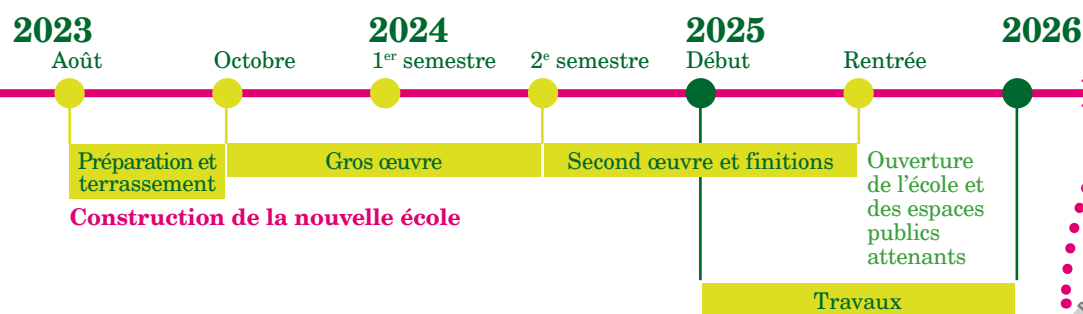 2023
2024
2025
2026
Août
Octobre
1er semestre
2e semestre
Début
Rentrée
Préparation et
terrassement
Gros œuvre
Second œuvre et finitions
Ouverture
de l’école et
des espaces
publics
attenants
Construction de la nouvelle école
Travaux